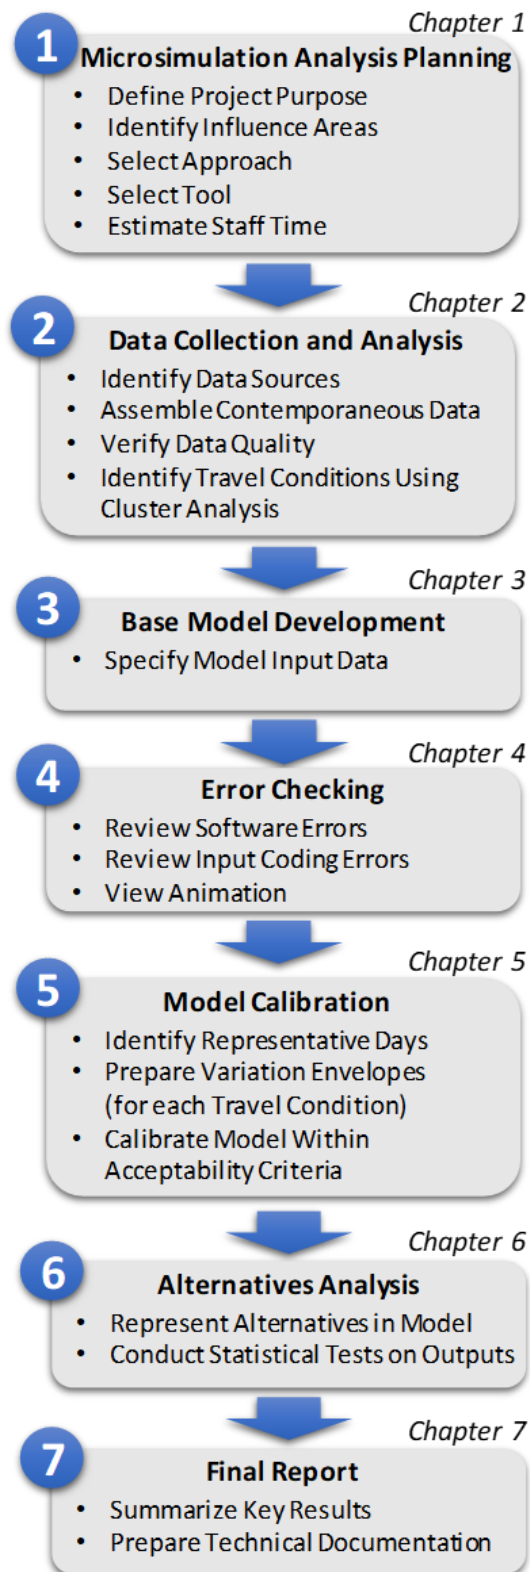 Chapter 1
1
Microsimulation Analysis Planning
• Define Project Purpose
• Identify Influence Areas
• Select Approach
• Select Tool
• Estimate Staff Time
Chapter 2
2
Data Collection and Analysis
• Identify Data Sources
• Assemble Contemporaneous Data
• Verify Data Quality
• Identify Travel Conditions Using
Cluster Analysis
Chapter 3
3
Base Model Development
• Specify Model Input Data
Chapter 4
4
Error Checking
• Review Software Errors
• Review Input Coding Errors
• View Animation
Chapter 5
5
Model Calibration
• Identify Representative Days
• Prepare Variation Envelopes
(for each Travel Condition)
• Calibrate Model Within
Acceptability Criteria
Chapter 6
6
Alternatives Analysis
• Represent Alternatives in Model
• Conduct Statistical Tests on Outputs
Chapter 7
7
Final Report
• Summarize Key Results
• Prepare Technical Documentation